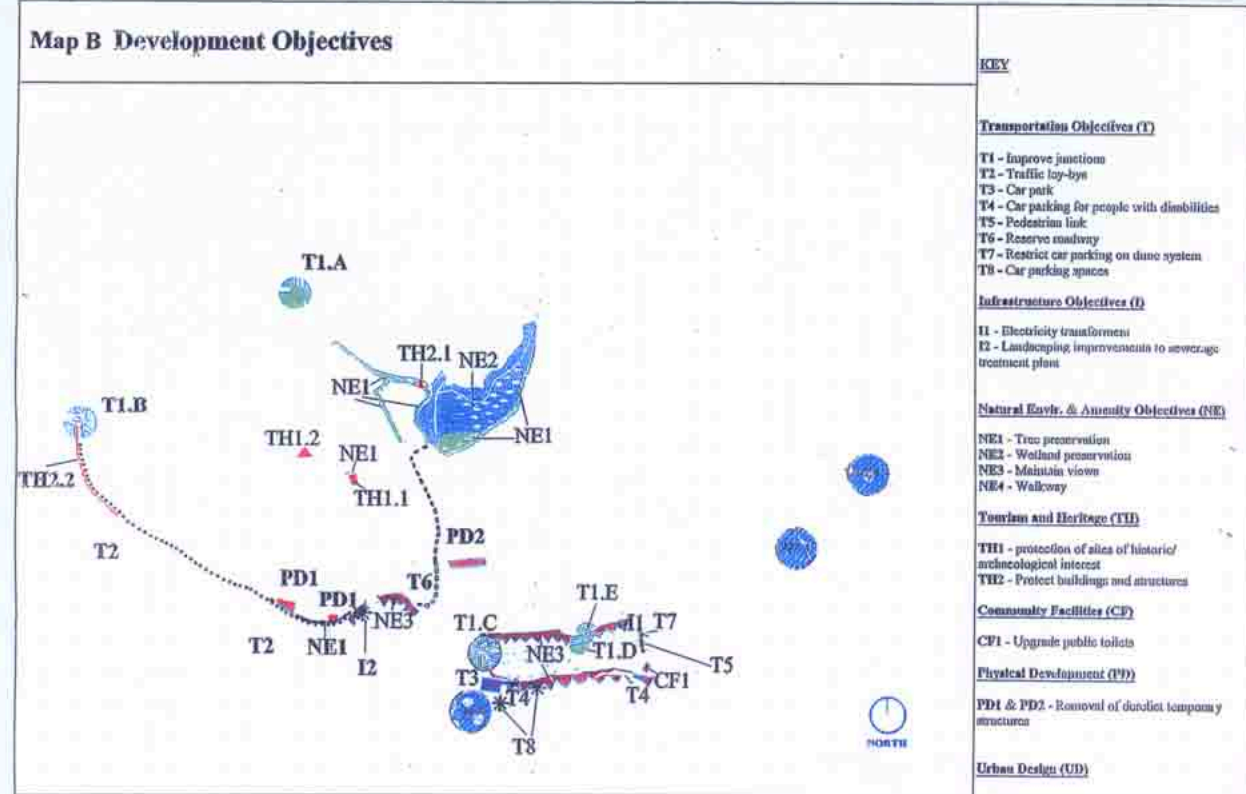 Map B Development Objectives
T1.A
TH2.1
NE2
NE1
T1.B
NE1
TH1.2
NE1
TH2.2
TH1.1
T2
PD2
PD1
PD1
T6
NE3
T1.E
T2
NE1
T1.C
I1
T7
I2
NE3
T1.D
T5
T3
T4
T4
CF1
T8
NORTH
KEY
Transportation Objectives (T)
T1 - Improve junctions
T2 - Traffic lay-bys
T3 - Car park
T4 - Car parking for people with disabilities
T5 - Pedestrian link
T6 - Reserve roadway
T7 - Restrict car parking on dune system
T8 - Car parking spaces
Infrastructure Objectives (I)
I1 - Electricity transformers
I2 - Landscaping improvements to sewerage
treatment plant
Natural Envir. & Amenity Objectives (NE)
NE1 - Tree preservation
NE2 - Wetland preservation
NE3 - Maintain views
NE4 - Walkway
Tourism and Heritage (TH)
TH1 - protection of sites of historic/
archaeological interest
TH2 - Protect buildings and structures
Community Facilities (CF)
CF1 - Upgrade public toilets
Physical Development (PD)
PD1 & PD2 - Removal of derelict temporary
structures
Urban Design (UD)